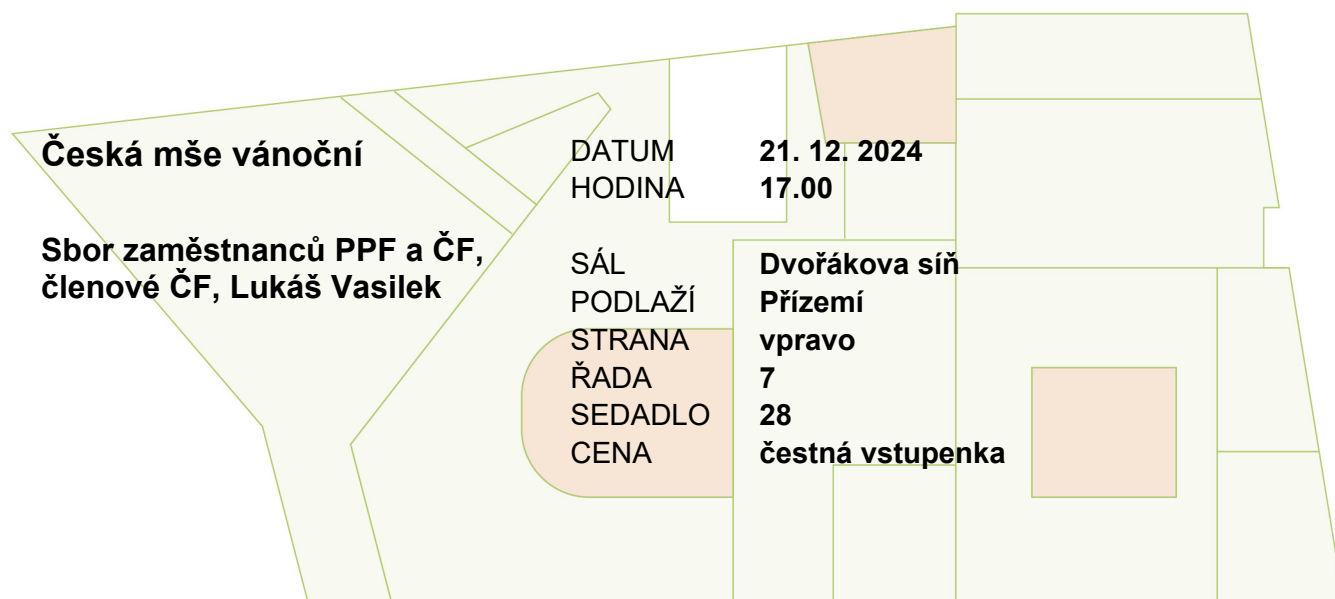 Česká mše vánoční
Sbor zaměstnanců PPF a ČF,
členové ČF, Lukáš Vasilek
DATUM 21. 12. 2024
HODINA 17.00
SÁL Dvořákova síň
PODLAŽÍ Přízemí
STRANA vpravo
ŘADA 7
SEDADLO 28
CENA čestná vstupenka